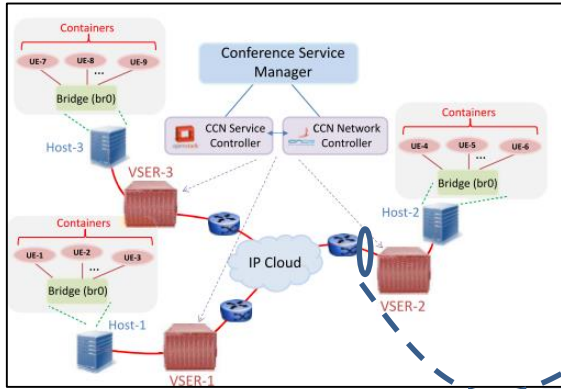 Containers
UE-7
UE-8
UE-9
...
Bridge (br0)
Host-3
VSER-3
Conference Service
Manager
openstack
CCN Service
Controller
CCN Network
Controller
Containers
UE-4
UE-5
UE-6
...
Bridge (br0)
Host-2
VSER-2
Containers
UE-1
UE-2
UE-3
...
Bridge (br0)
Host-1
VSER-1
IP Cloud